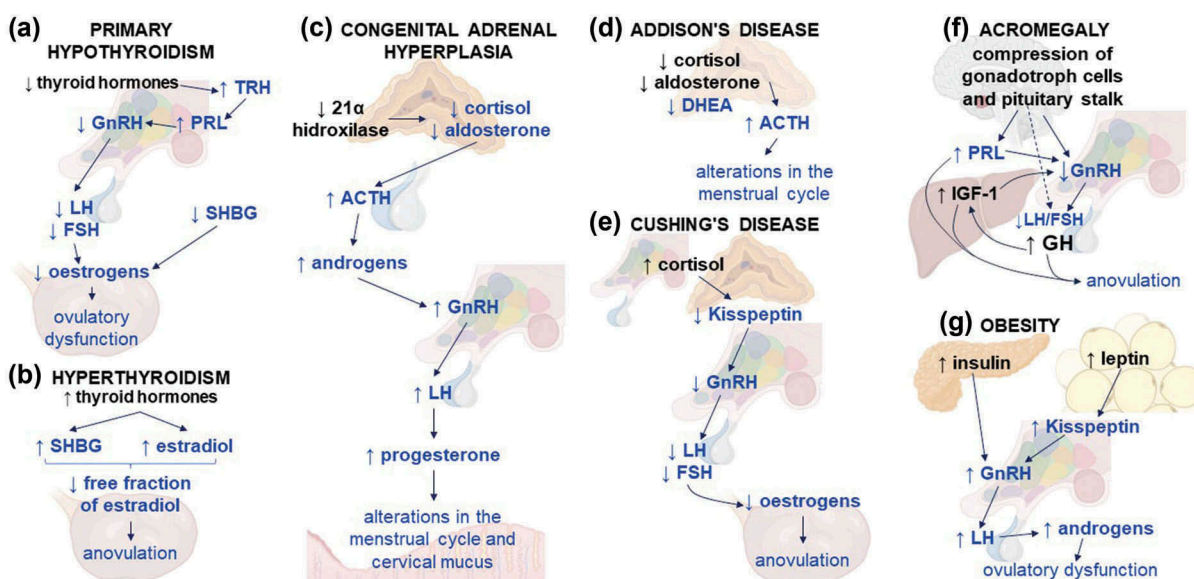 (a) PRIMARY
HYPOTHYROIDISM
↓ thyroid hormones
↑ TRH
↓ GnRH
↑ PRL
↓ LH
↓ FSH
↓ SHBG
↓ oestrogens
ovulatory
dysfunction
(b) HYPERTHYROIDISM
↑ thyroid hormones
↑ SHBG
↑ estradiol
↓ free fraction
of estradiol
anovulation
(c) CONGENITAL ADRENAL
HYPERPLASIA
↓ 21α
hidroxilase
↓ cortisol
↓ aldosterone
↑ ACTH
↑ androgens
↑ GnRH
↑ LH
↑ progesterone
alterations in the
menstrual cycle and
cervical mucus
(d) ADDISON'S DISEASE
↓ cortisol
↓ aldosterone
↓ DHEA
↑ ACTH
alterations in the
menstrual cycle
(e) CUSHING'S DISEASE
↑ cortisol
↓ Kisspeptin
↓ GnRH
↓ LH
↓ FSH
↓ oestrogens
anovulation
(f) ACROMEGALY
compression of
gonadotroph cells
and pituitary stalk
↑ PRL
↓ GnRH
↑ IGF-1
↓ LH/FSH
↑ GH
anovulation
(g) OBESITY
↑ insulin
↑ leptin
↑ Kisspeptin
↑ GnRH
↑ LH
↑ androgens
ovulatory dysfunction